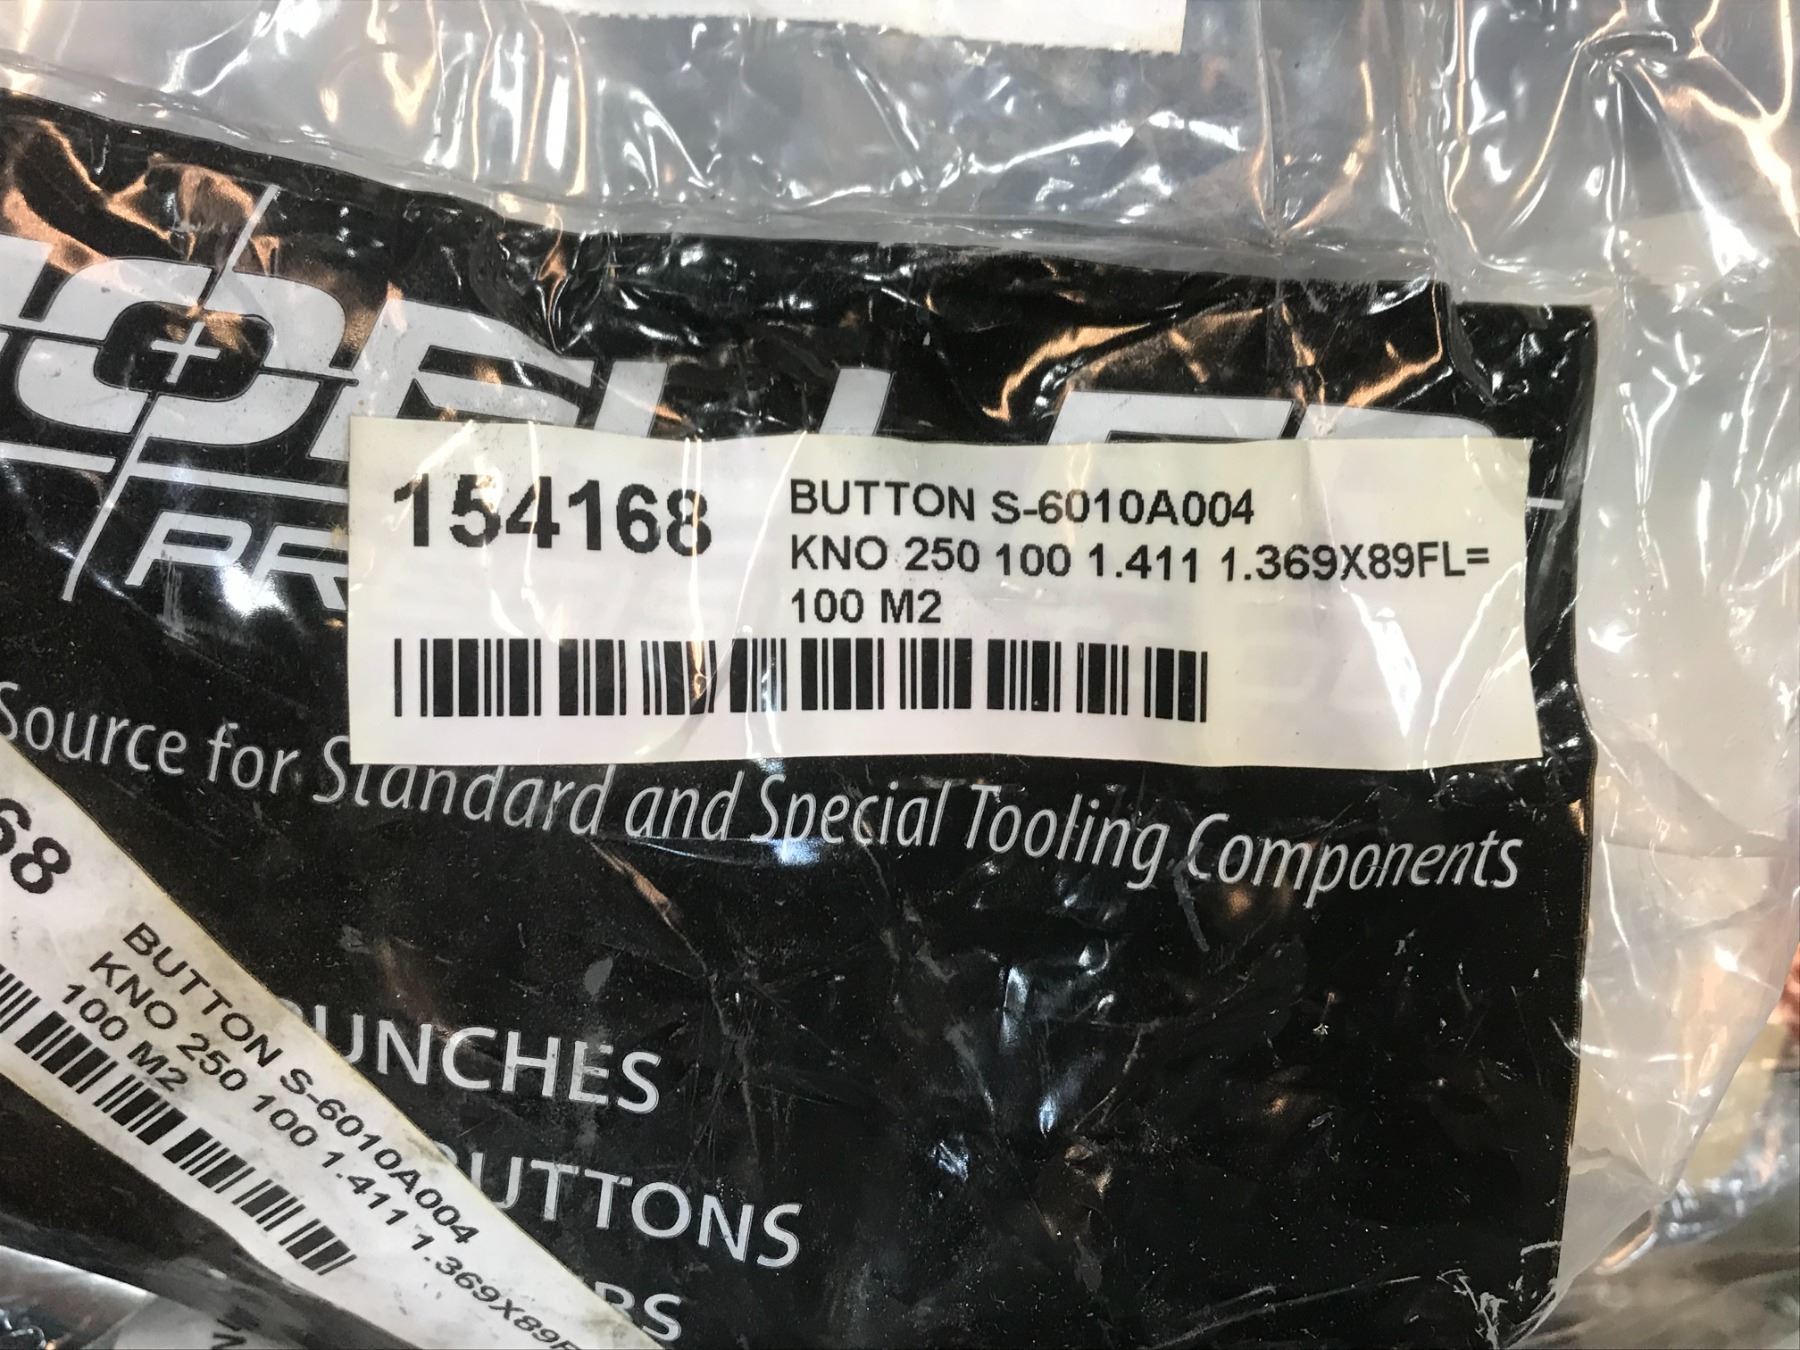 154168
BUTTON S-6010A004
KNO 250 100 1.411 1.369X89FL=
100 M2
Source for Standard and Special Tooling Components
68
BUTTON S-6010A004
KNO 250 100 1.411 1.369X89F
100 M2
UNCHES
UTTONS